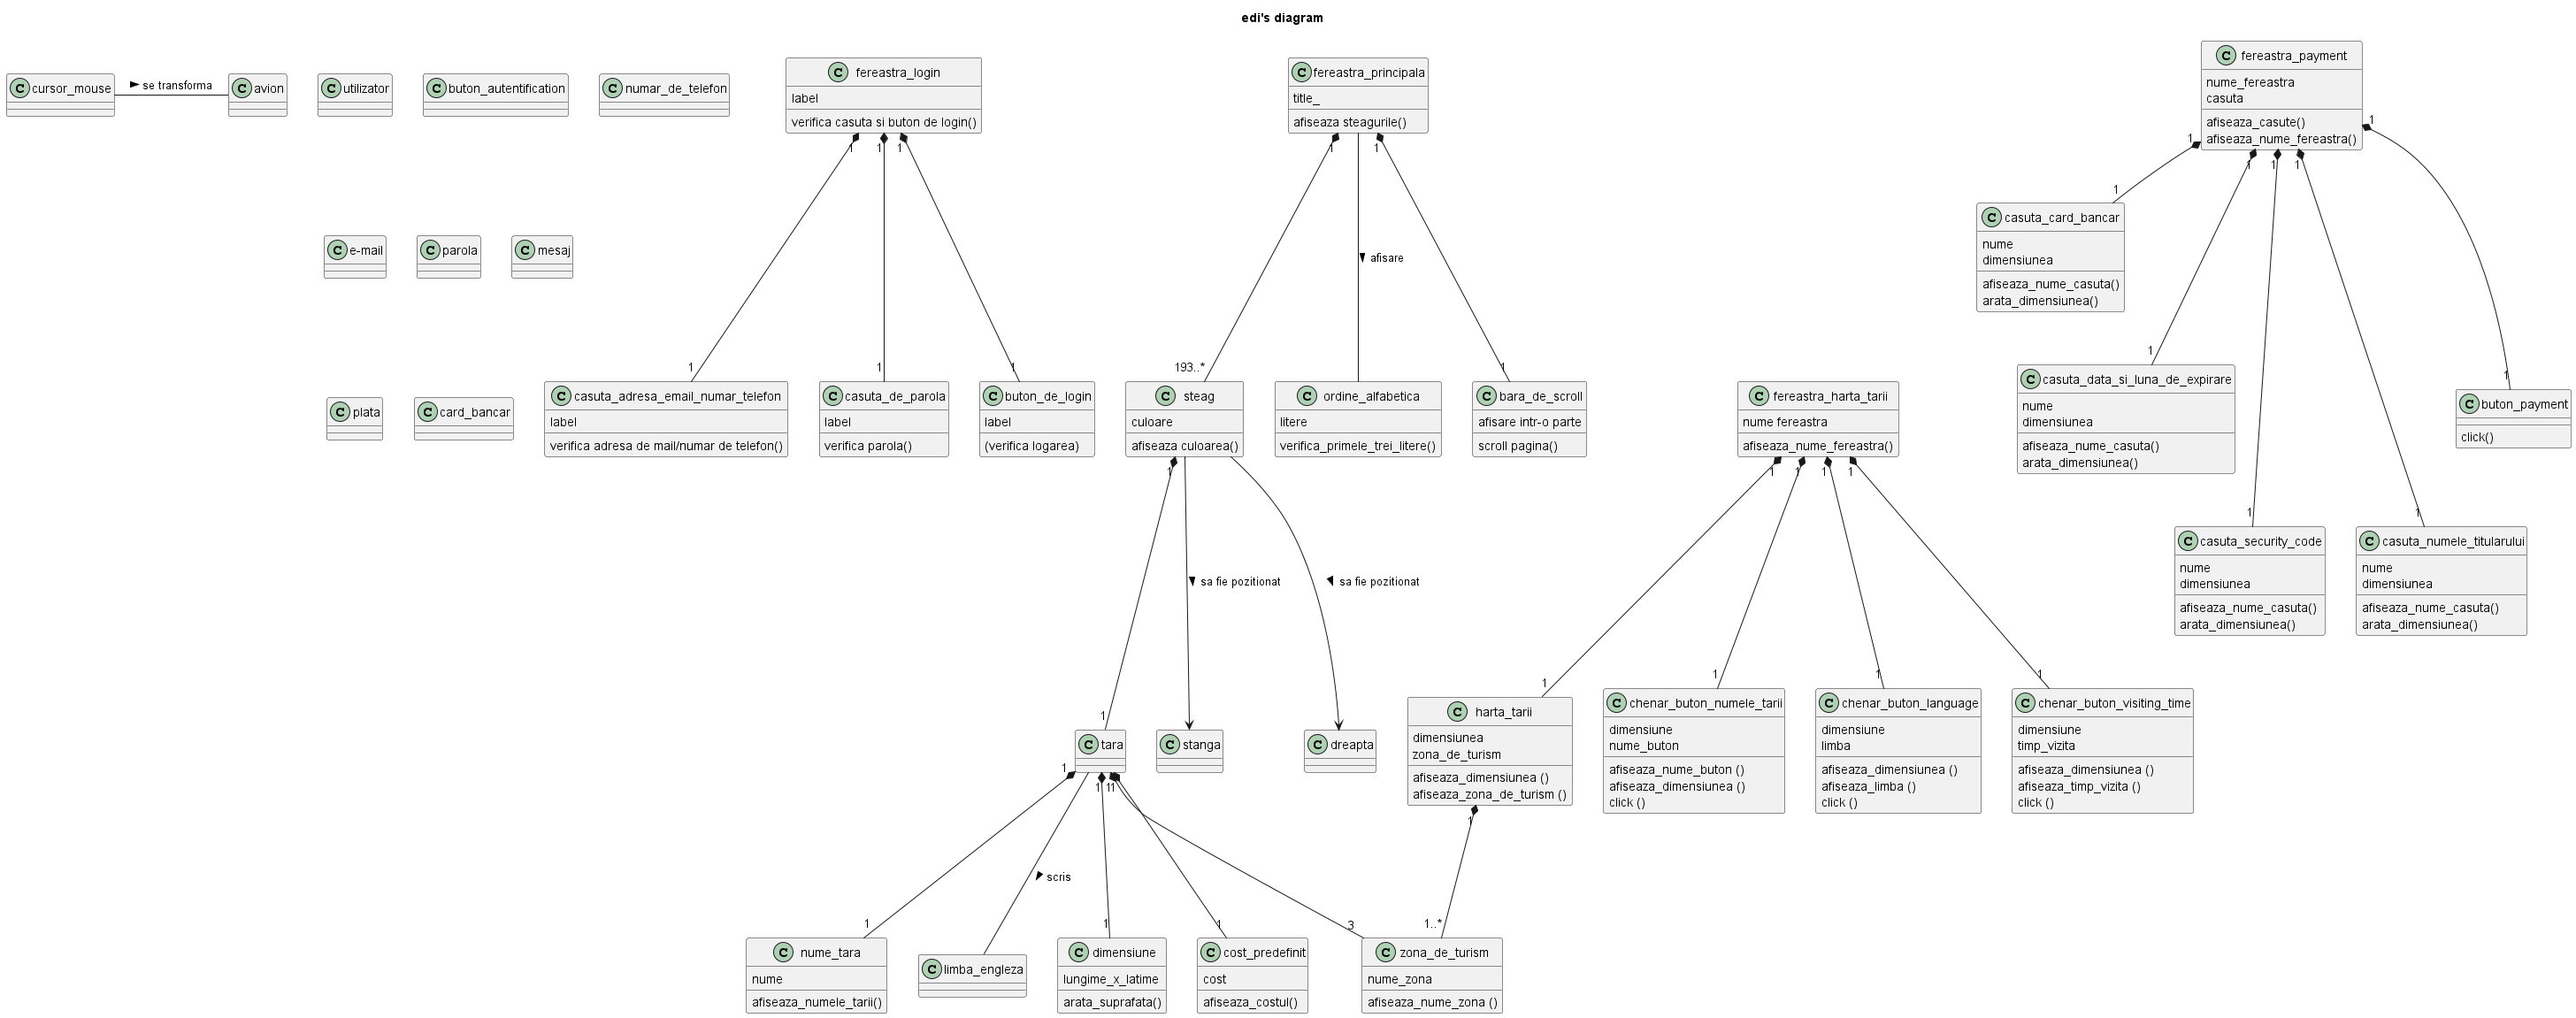 edi's diagram
C cursor_mouse
se transforma
C avion
C utilizator
C buton_autentification
C numar_de_telefon
C fereastra_login
label
verifica casuta si buton de login()
1
1
1
C fereastra_principala
title_
afiseaza steagurile()
1
1
C fereastra_payment
nume_fereastra
casuta
afiseaza_casute()
afiseaza_nume_fereastra()
1
1
1
1
1
C e-mail
C parola
C mesaj
afisare
1
C casuta_card_bancar
nume
dimensiunea
afiseaza_nume_casuta()
arata_dimensiunea()
C plata
C card_bancar
1
C casuta_adresa_email_numar_telefon
label
verifica adresa de mail/numar de telefon()
1
C casuta_de_parola
label
verifica parola()
1
C buton_de_login
label
(verifica logarea)
193..*
C steag
culoare
afiseaza culoarea()
1
C ordine_alfabetica
litere
verifica_primele_trei_litere()
1
C bara_de_scroll
afisare intr-o parte
scroll pagina()
C fereastra_harta_tarii
nume fereastra
afiseaza_nume_fereastra()
1
1
1
1
1
C casuta_data_si_luna_de_expirare
nume
dimensiunea
afiseaza_nume_casuta()
arata_dimensiunea()
1
C buton_payment
click()
sa fie pozitionat
sa fie pozitionat
1
C casuta_security_code
nume
dimensiunea
afiseaza_nume_casuta()
arata_dimensiunea()
1
C casuta_numele_titularului
nume
dimensiunea
afiseaza_nume_casuta()
arata_dimensiunea()
1
C tara
1
1
1
1
C stanga
C dreapta
1
C harta_tarii
dimensiunea
zona_de_turism
afiseaza_dimensiunea ()
afiseaza_zona_de_turism ()
1
1
C chenar_buton_numele_tarii
dimensiune
nume_buton
afiseaza_nume_buton ()
afiseaza_dimensiunea ()
click ()
1
C chenar_buton_language
dimensiune
limba
afiseaza_dimensiunea ()
afiseaza_limba ()
click ()
1
C chenar_buton_visiting_time
dimensiune
timp_vizita
afiseaza_dimensiunea ()
afiseaza_timp_vizita ()
click ()
scris
1
C nume_tara
nume
afiseaza_numele_tarii()
C limba_engleza
1
C dimensiune
lungime_x_latime
arata_suprafata()
1
C cost_predefinit
cost
afiseaza_costul()
3
1..*
C zona_de_turism
nume_zona
afiseaza_nume_zona ()